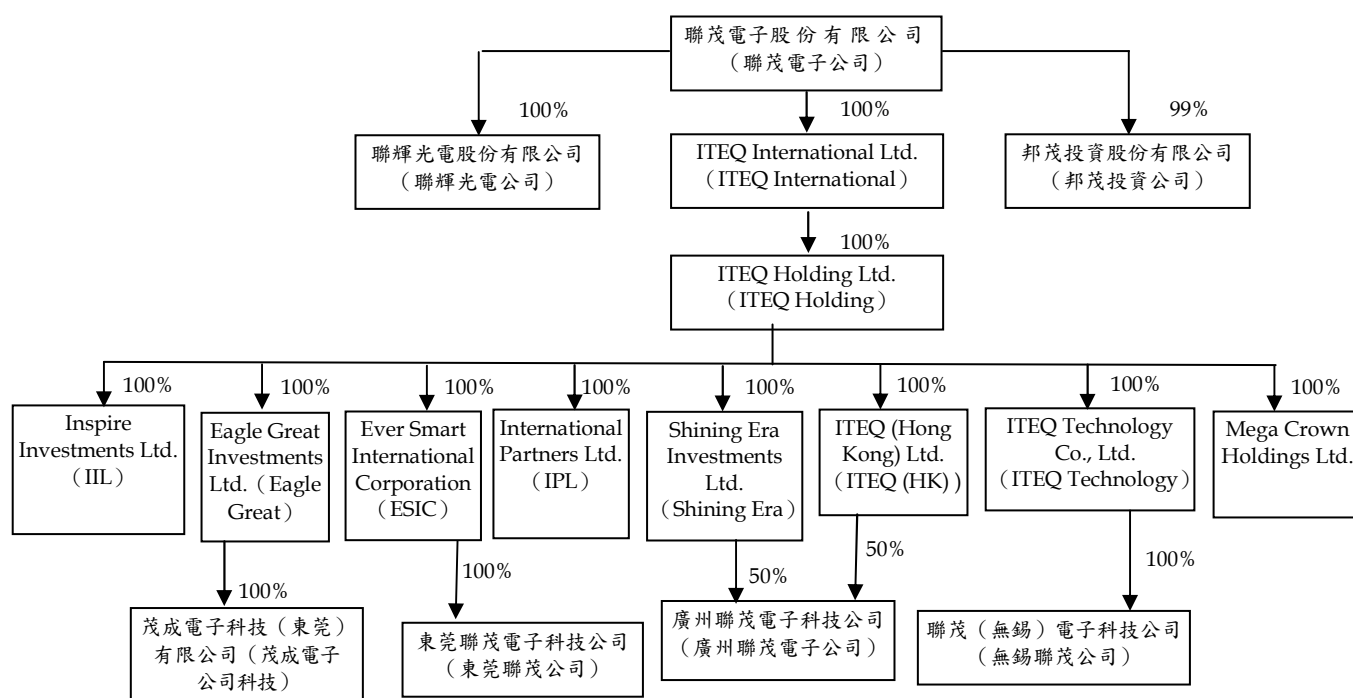 聯茂電子股份有限公司
（聯茂電子公司）
100%
100%
99%
聯輝光電股份有限公司
（聯輝光電公司）
ITEQ International Ltd.
（ITEQ International）
邦茂投資股份有限公司
（邦茂投資公司）
100%
ITEQ Holding Ltd.
（ITEQ Holding）
100%
100%
100%
100%
100%
100%
100%
100%
Inspire
Investments Ltd.
（IIL）
Eagle Great
Investments
Ltd.（Eagle
Great）
Ever Smart
International
Corporation
（ESIC）
International
Partners Ltd.
（IPL）
Shining Era
Investments
Ltd.
（Shining Era）
ITEQ (Hong
Kong) Ltd.
（ITEQ (HK)）
ITEQ Technology
Co., Ltd.
（ITEQ Technology）
Mega Crown
Holdings Ltd.
100%
100%
50%
50%
100%
茂成電子科技（東莞）
有限公司（茂成電子
公司科技）
東莞聯茂電子科技公司
（東莞聯茂公司）
廣州聯茂電子科技公司
（廣州聯茂電子公司）
聯茂（無錫）電子科技公司
（無錫聯茂公司）